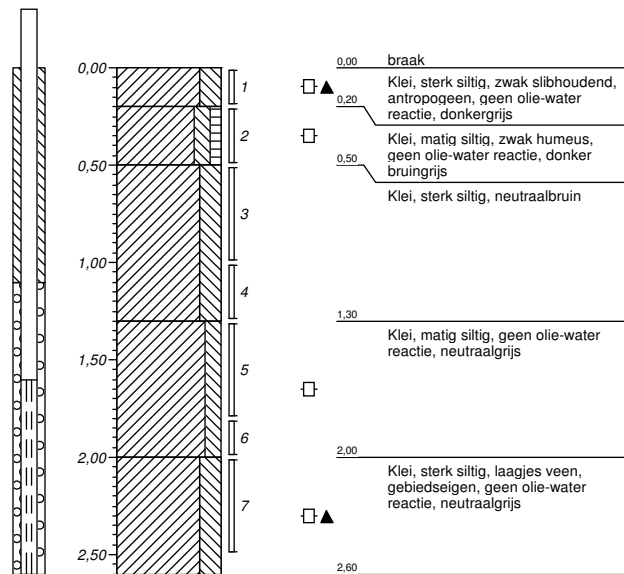 0,00
0,50
1,00
1,50
2,00
2,50
1
2
3
4
5
6
7
0,00 braak
Klei, sterk siltig, zwak slibhoudend,
antropogeen, geen olie-water
reactie, donkergrijs
0,20
Klei, matig siltig, zwak humeus,
geen olie-water reactie, donker
bruingrijs
0,50
Klei, sterk siltig, neutraalbruin
1,30
Klei, matig siltig, geen olie-water
reactie, neutraalgrijs
2,00
Klei, sterk siltig, laagjes veen,
gebiedseigen, geen olie-water
reactie, neutraalgrijs
2,60